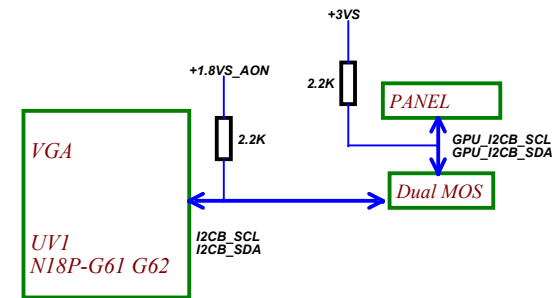 +3VS
+1.8VS_AON
2.2K
PANEL
2.2K
VGA
GPU_I2CB_SCL
GPU_I2CB_SDA
Dual MOS
UV1
I2CB_SCL
I2CB_SDA
N18P-G61 G62